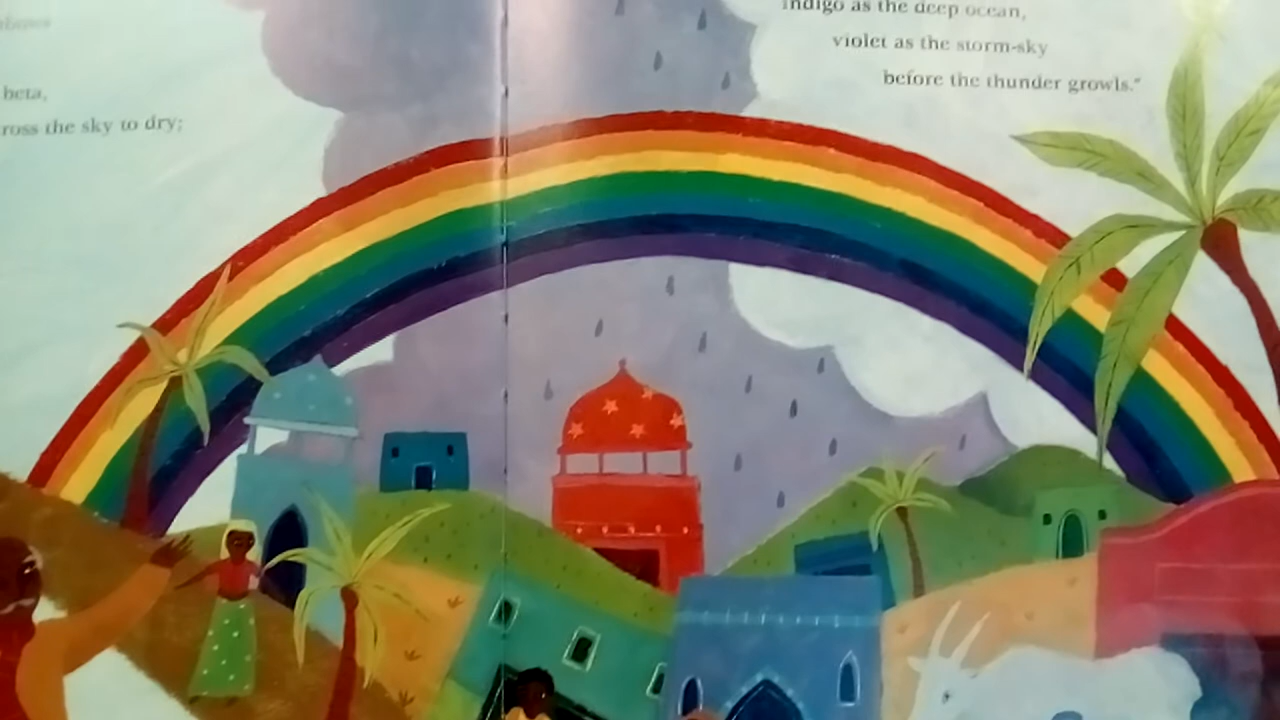 beta,
ross the sky to dry;
indigo as the deep ocean,
violet as the storm-sky
before the thunder growls."